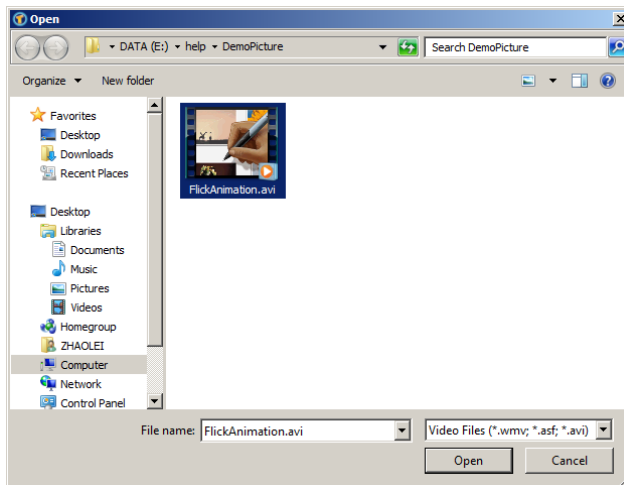 Open
DATA (E:) help DemoPicture
Search DemoPicture
Organize New folder
Favorites
Desktop
Downloads
Recent Places
Desktop
Libraries
Documents
Music
Pictures
Videos
Homegroup
ZHAOLEI
Computer
Network
Control Panel
FlickAnimation.avi
File name: FlickAnimation.avi
Video Files (*.wmv; *.asf; *.avi)
Open Cancel